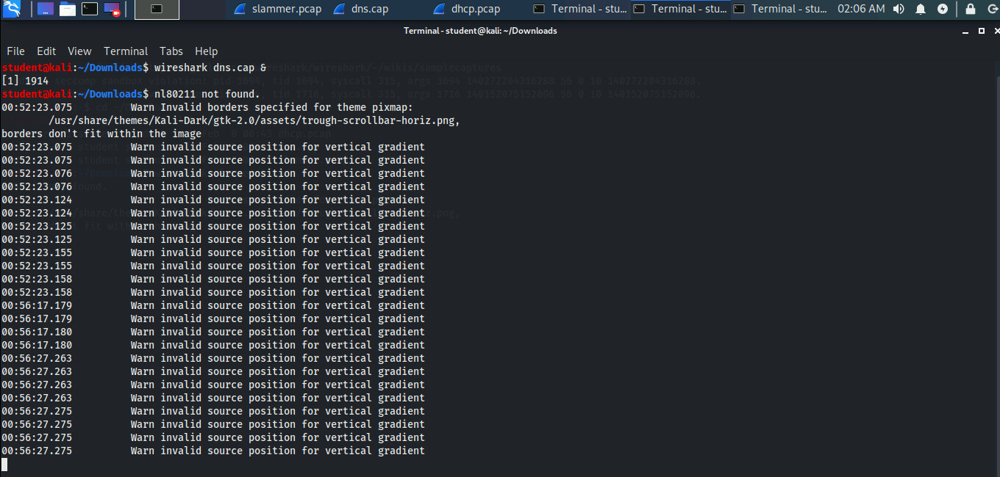 slammer.pcap dns.cap dhcp.pcap Terminal - stu... Terminal - stu... Terminal - stu... 02:06 AM
Terminal - student@kali: ~/Downloads
File Edit View Terminal Tabs Help
student@kali:~/Downloads$ wireshark dns.cap &
[1] 1914
student@kali:~/Downloads$ nl80211 not found.
00:52:23.075 Warn Invalid borders specified for theme pixmap:
/usr/share/themes/Kali-Dark/gtk-2.0/assets/trough-scrollbar-horiz.png,
borders don't fit within the image
00:52:23.075 Warn invalid source position for vertical gradient
00:52:23.075 Warn invalid source position for vertical gradient
00:52:23.076 Warn invalid source position for vertical gradient
00:52:23.076 Warn invalid source position for vertical gradient
00:52:23.124 Warn invalid source position for vertical gradient
00:52:23.124 Warn invalid source position for vertical gradient
00:52:23.125 Warn invalid source position for vertical gradient
00:52:23.125 Warn invalid source position for vertical gradient
00:52:23.155 Warn invalid source position for vertical gradient
00:52:23.155 Warn invalid source position for vertical gradient
00:52:23.158 Warn invalid source position for vertical gradient
00:52:23.158 Warn invalid source position for vertical gradient
00:56:17.179 Warn invalid source position for vertical gradient
00:56:17.179 Warn invalid source position for vertical gradient
00:56:17.180 Warn invalid source position for vertical gradient
00:56:17.180 Warn invalid source position for vertical gradient
00:56:27.263 Warn invalid source position for vertical gradient
00:56:27.263 Warn invalid source position for vertical gradient
00:56:27.263 Warn invalid source position for vertical gradient
00:56:27.263 Warn invalid source position for vertical gradient
00:56:27.275 Warn invalid source position for vertical gradient
00:56:27.275 Warn invalid source position for vertical gradient
00:56:27.275 Warn invalid source position for vertical gradient
00:56:27.275 Warn invalid source position for vertical gradient